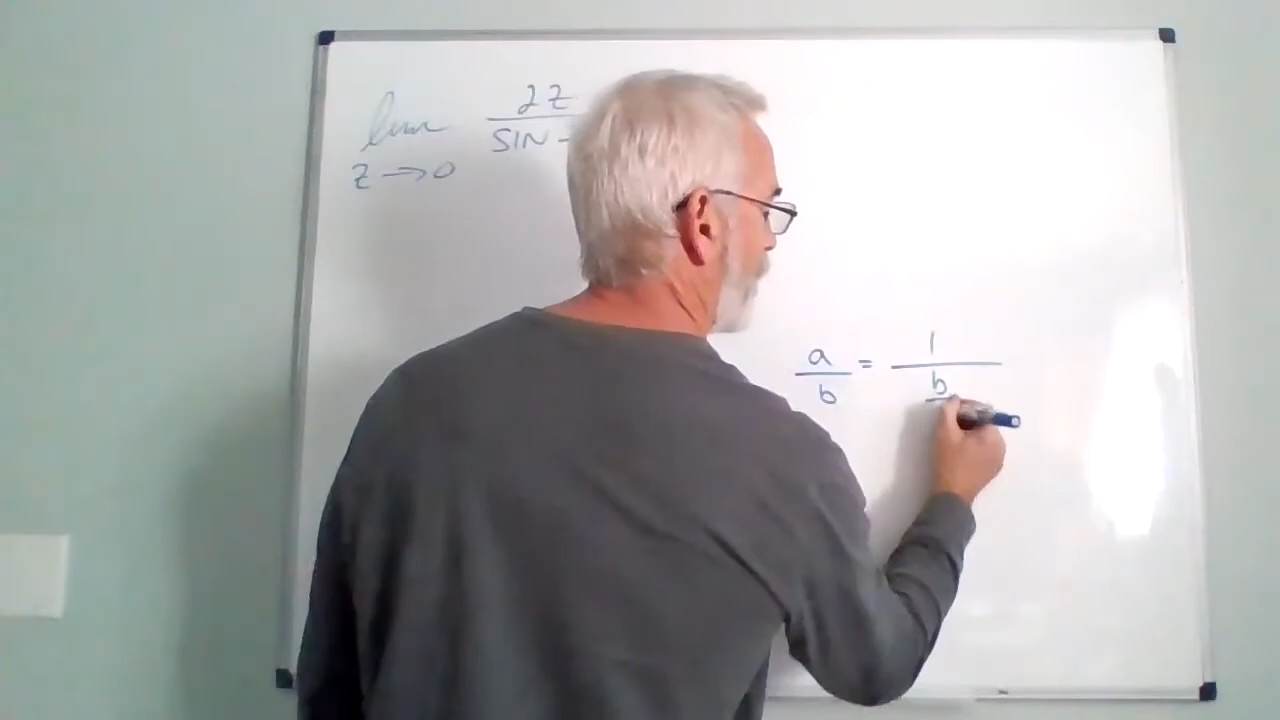 lim 2Z
Z→0 SIN
a = 1
b b